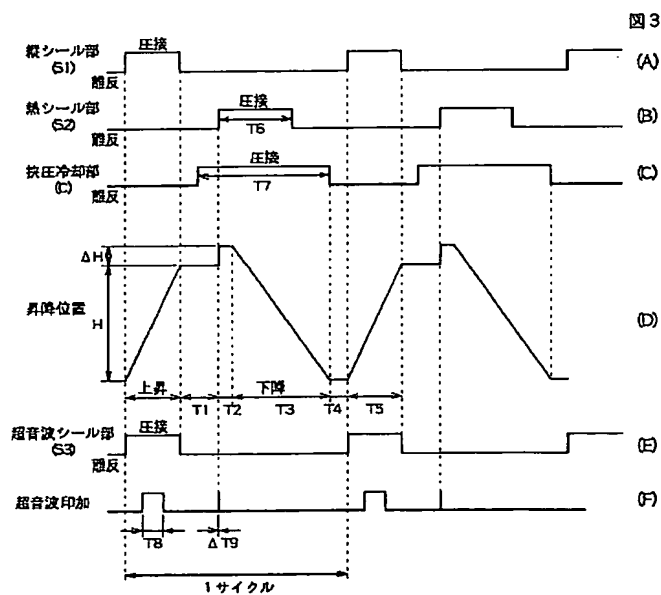 図3
縦シール部
(S1)
圧接
離反
(A)
熱シール部
(S2)
圧接
T6
離反
(B)
挟圧冷却部
(C)
圧接
T7
離反
(C)
ΔH
昇降位置
H
(D)
上昇
T1
T2
下降
T3
T4
T5
超音波シール部
(S3)
圧接
離反
(E)
超音波印加
(F)
T8
Δ T9
1サイクル